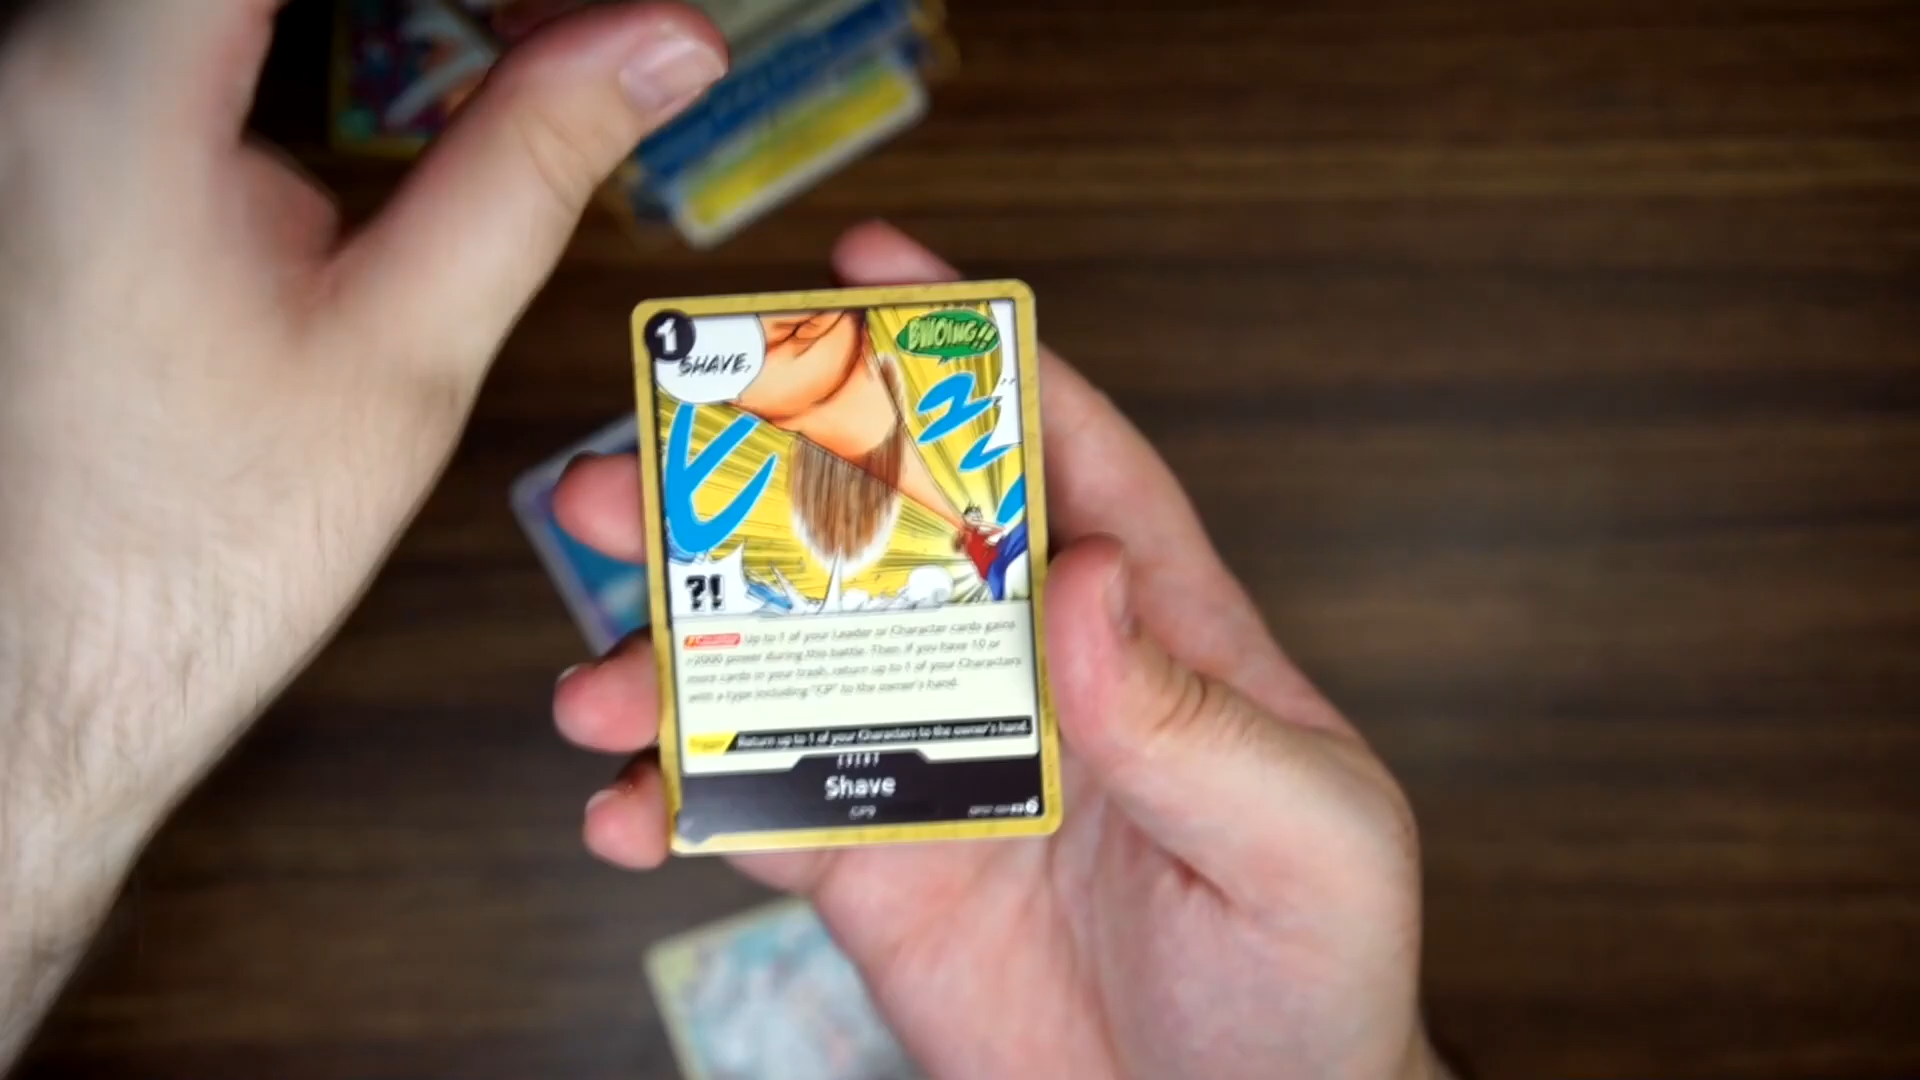 1
SHAVE.
BWOING!!
?!
Counter Up to 1 of your Leader or Character cards gains
+2000 power during this battle. Then, if you have 10 or
more cards in your trash, return up to 1 of your Characters
with a type including "CP" to the owner's hand.
Trigger Return up to 1 of your Characters to the owner's hand.
EVENT
Shave
CP9